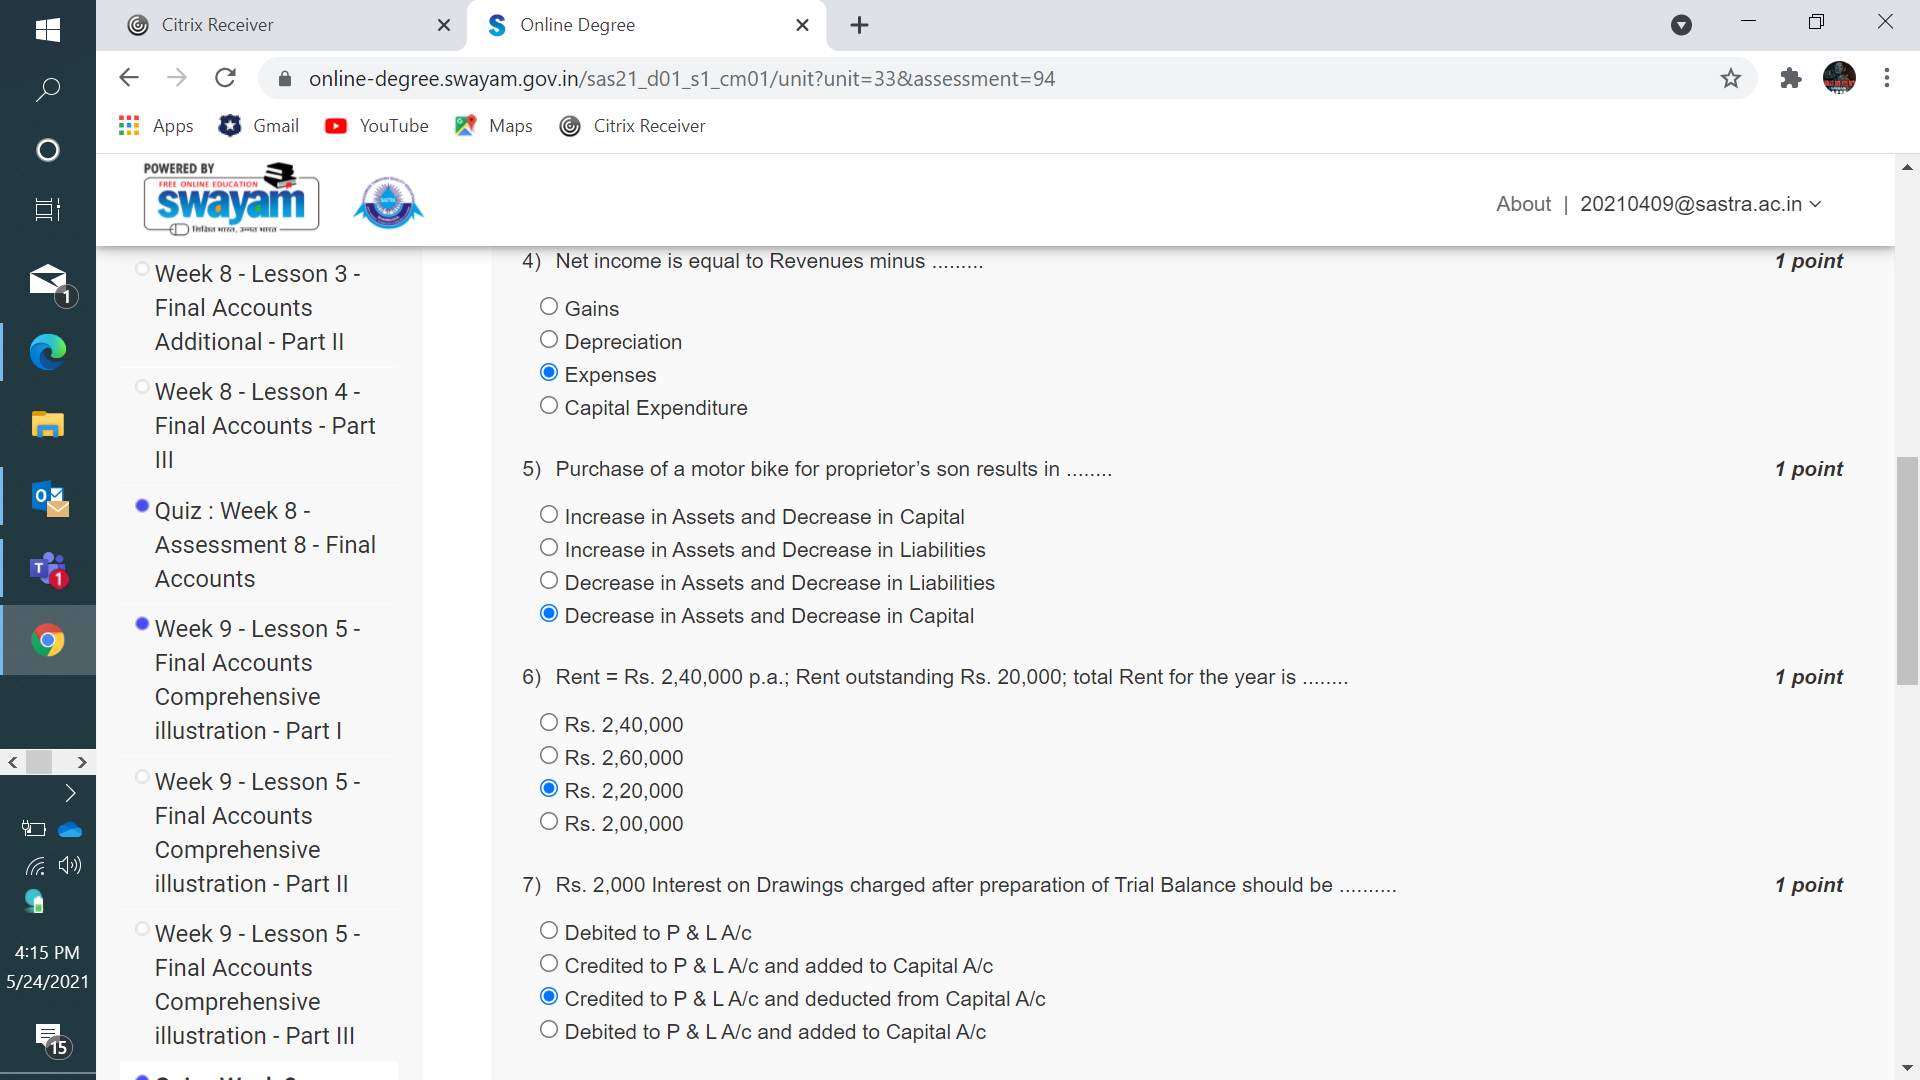 Citrix Receiver
Online Degree
online-degree.swayam.gov.in/sas21_d01_s1_cm01/unit?unit=33&assessment=94
Apps
Gmail
YouTube
Maps
Citrix Receiver
POWERED BY
FREE ONLINE EDUCATION
swayam
शिक्षित भारत, उन्नत भारत
About | 20210409@sastra.ac.in
Week 8 - Lesson 3 -
Final Accounts
Additional - Part II
Week 8 - Lesson 4 -
Final Accounts - Part
III
Quiz : Week 8 -
Assessment 8 - Final
Accounts
Week 9 - Lesson 5 -
Final Accounts
Comprehensive
illustration - Part I
Week 9 - Lesson 5 -
Final Accounts
Comprehensive
illustration - Part II
Week 9 - Lesson 5 -
Final Accounts
Comprehensive
illustration - Part III
4) Net income is equal to Revenues minus .........
1 point
Gains
Depreciation
Expenses
Capital Expenditure
5) Purchase of a motor bike for proprietor’s son results in ........
1 point
Increase in Assets and Decrease in Capital
Increase in Assets and Decrease in Liabilities
Decrease in Assets and Decrease in Liabilities
Decrease in Assets and Decrease in Capital
6) Rent = Rs. 2,40,000 p.a.; Rent outstanding Rs. 20,000; total Rent for the year is ........
1 point
Rs. 2,40,000
Rs. 2,60,000
Rs. 2,20,000
Rs. 2,00,000
7) Rs. 2,000 Interest on Drawings charged after preparation of Trial Balance should be ..........
1 point
Debited to P & L A/c
Credited to P & L A/c and added to Capital A/c
Credited to P & L A/c and deducted from Capital A/c
Debited to P & L A/c and added to Capital A/c
1
1
4:15 PM
5/24/2021
15